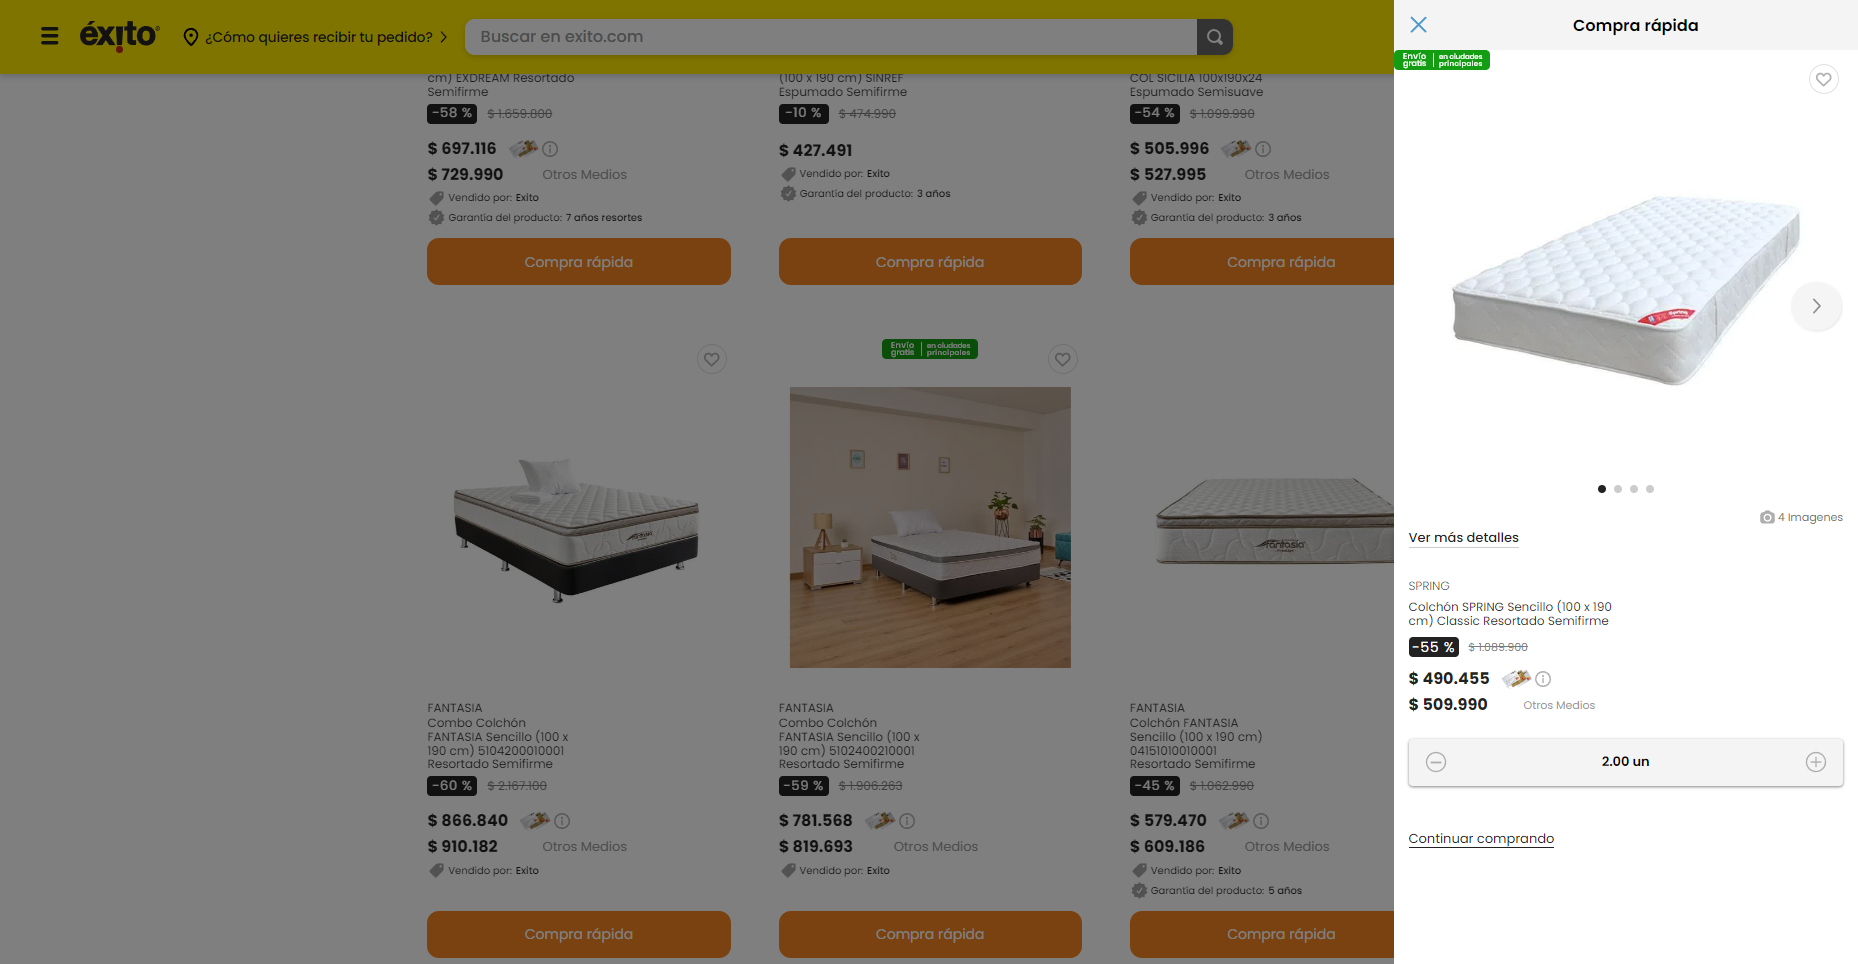 éxito
¿Cómo quieres recibir tu pedido?
Buscar en exito.com
cm) EXDREAM Resortado
Semifirme
-58 % $ 1.659.800
$ 697.116
$ 729.990 Otros Medios
Vendido por: Exito
Garantía del producto: 7 años resortes
Compra rápida
(100 x 190 cm) SINREF
Espumado Semifirme
-10 % $ 474.990
$ 427.491
Vendido por: Exito
Garantía del producto: 3 años
Compra rápida
COL SICILIA 100x190x24
Espumado Semisuave
-54 % $ 1.099.990
$ 505.996
$ 527.995 Otros Medios
Vendido por: Exito
Garantía del producto: 3 años
Compra rápida
fantasia
FANTASIA
Combo Colchón
FANTASIA Sencillo (100 x
190 cm) 5104200010001
Resortado Semifirme
-60 % $ 2.167.100
$ 866.840
$ 910.182 Otros Medios
Vendido por: Exito
Compra rápida
Envío gratis en ciudades principales
FANTASIA
Combo Colchón
FANTASIA Sencillo (100 x
190 cm) 5102400210001
Resortado Semifirme
-59 % $ 1.906.263
$ 781.568
$ 819.693 Otros Medios
Vendido por: Exito
Compra rápida
fantasia
FANTASIA
Colchón FANTASIA
Sencillo (100 x 190 cm)
04151010010001
Resortado Semifirme
-45 % $ 1.062.990
$ 579.470
$ 609.186 Otros Medios
Vendido por: Exito
Garantía del producto: 5 años
Compra rápida
Compra rápida
Envío gratis en ciudades principales
Spring
4 Imagenes
Ver más detalles
SPRING
Colchón SPRING Sencillo (100 x 190
cm) Classic Resortado Semifirme
-55 % $ 1.089.900
$ 490.455
$ 509.990 Otros Medios
2.00 un
Continuar comprando